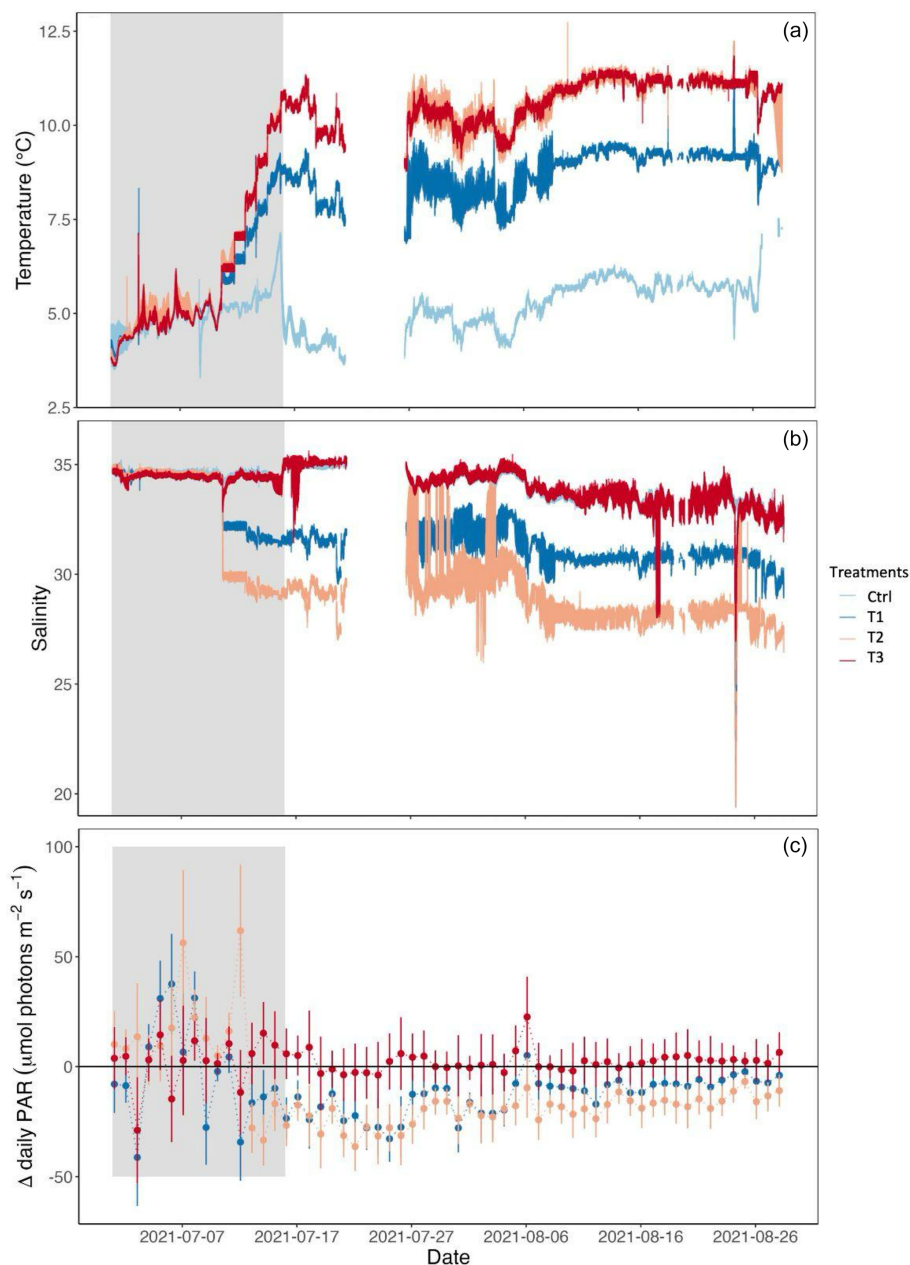 (a)
12.5
10.0
7.5
5.0
2.5
Temperature (°C)
(b)
35
30
25
20
Salinity
Treatments
Ctrl
T1
T2
T3
(c)
100
50
0
-50
Δ daily PAR (μmol photons m⁻² s⁻¹)
2021-07-07 2021-07-17 2021-07-27 2021-08-06 2021-08-16 2021-08-26
Date